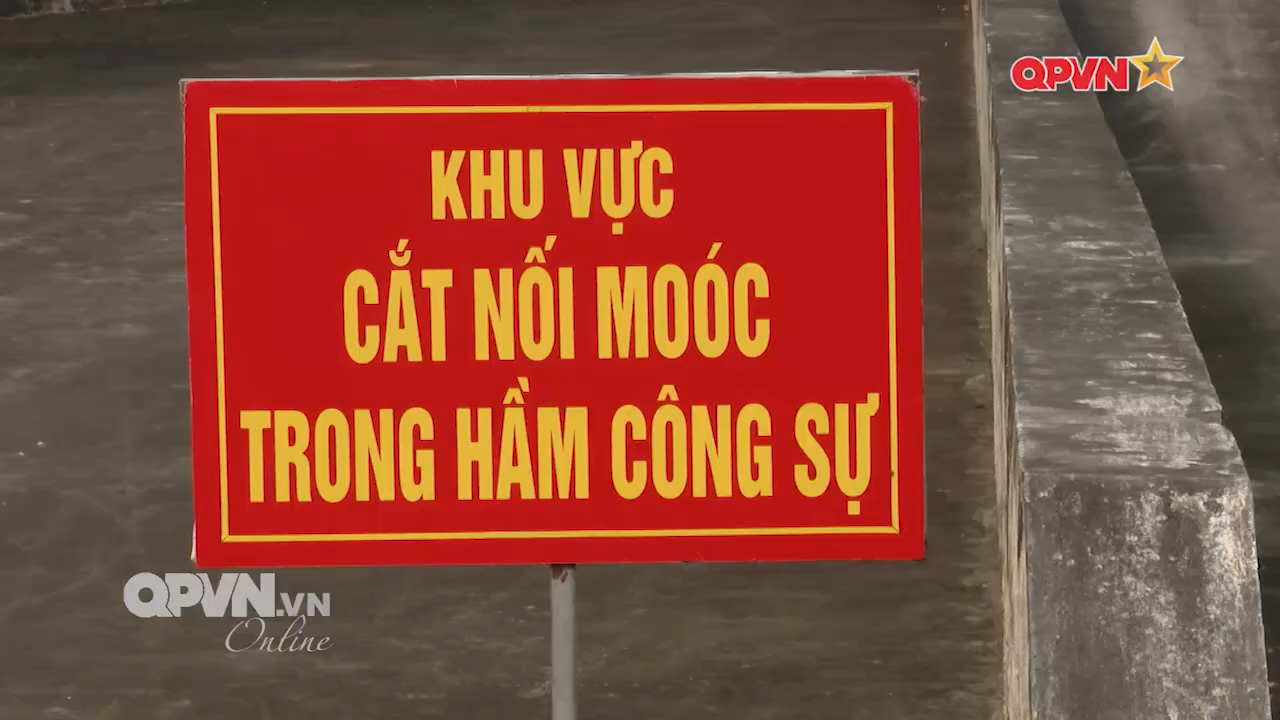 QPVN
KHU VỰC
CẮT NỐI MOÓC
TRONG HẦM CÔNG SỰ
QPVN.VN
Online